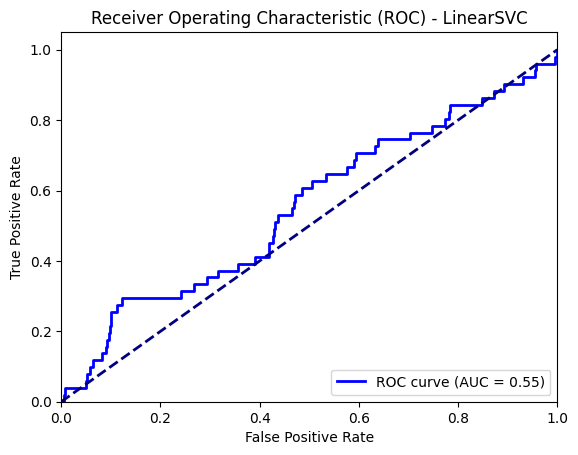 Receiver Operating Characteristic (ROC) - LinearSVC
1.0
0.8
0.6
0.4
0.2
0.0
True Positive Rate
ROC curve (AUC = 0.55)
0.0 0.2 0.4 0.6 0.8 1.0
False Positive Rate